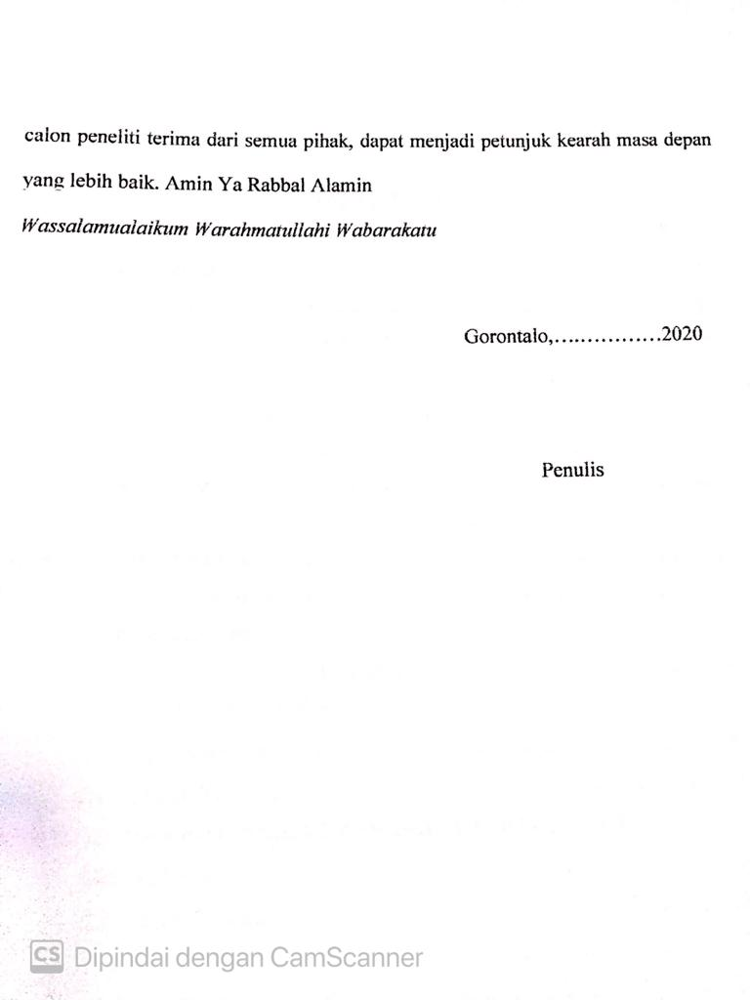 calon peneliti terima dari semua pihak, dapat menjadi petunjuk kearah masa depan
yang lebih baik. Amin Ya Rabbal Alamin
Wassalamualaikum Warahmatullahi Wabarakatu
Gorontalo,................2020
Penulis
CS Dipindai dengan CamScanner